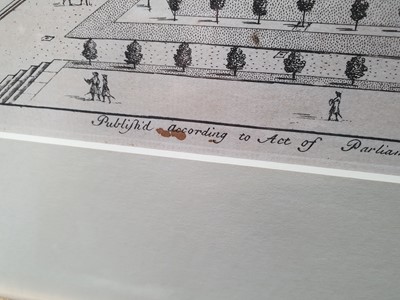 Publish'd according to Act of Parliam